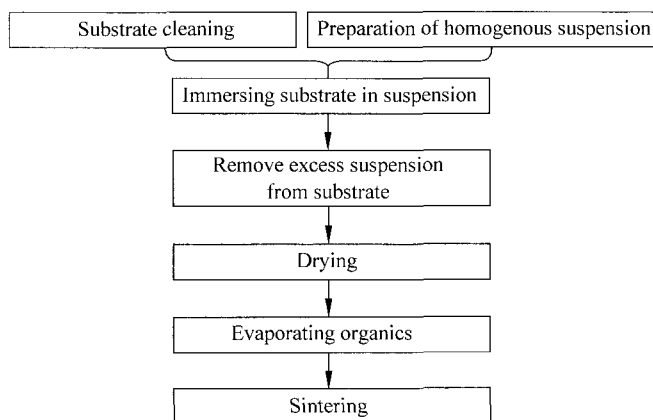 Substrate cleaning
Preparation of homogenous suspension
Immersing substrate in suspension
Remove excess suspension
from substrate
Drying
Evaporating organics
Sintering